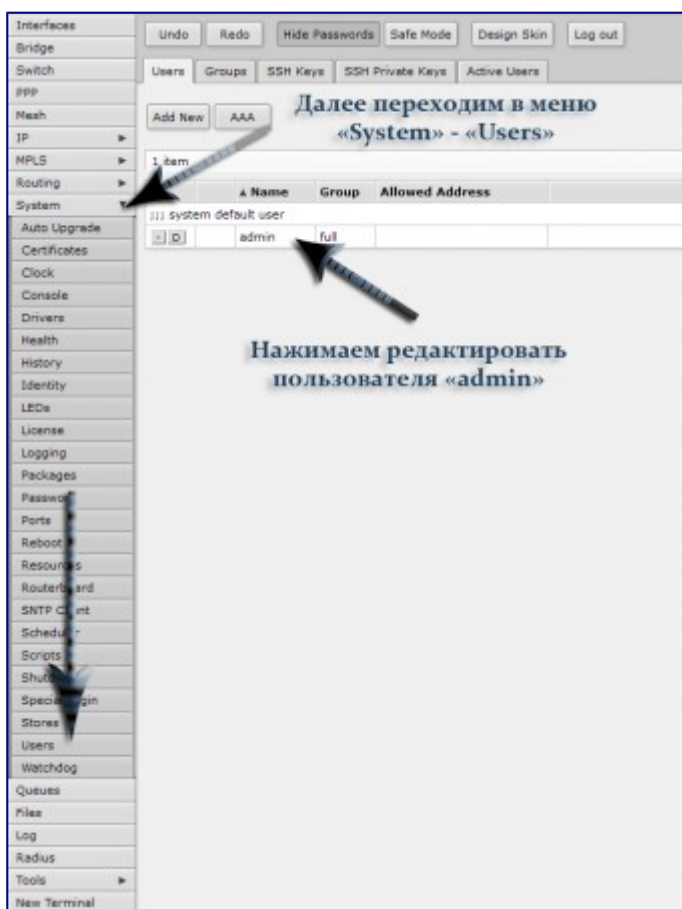 Interfaces
Bridge
Switch
PPP
Mesh
IP
MPLS
Routing
System
Auto Upgrade
Certificates
Clock
Console
Drivers
Health
History
Identity
LEDs
License
Logging
Packages
Ports
Reboot
SNTP
Scripts
Stores
Users
Watchdog
Queues
Files
Log
Radius
Tools
New Terminal
Undo Redo Hide Passwords Safe Mode Design Skin Log out
Users Groups SSH Keys SSH Private Keys Active Users
Add New AAA
Далее переходим в меню
«System» - «Users»
1 item
▲ Name Group Allowed Address
;;; system default user
- D admin full
Нажимаем редактировать
пользователя «admin»